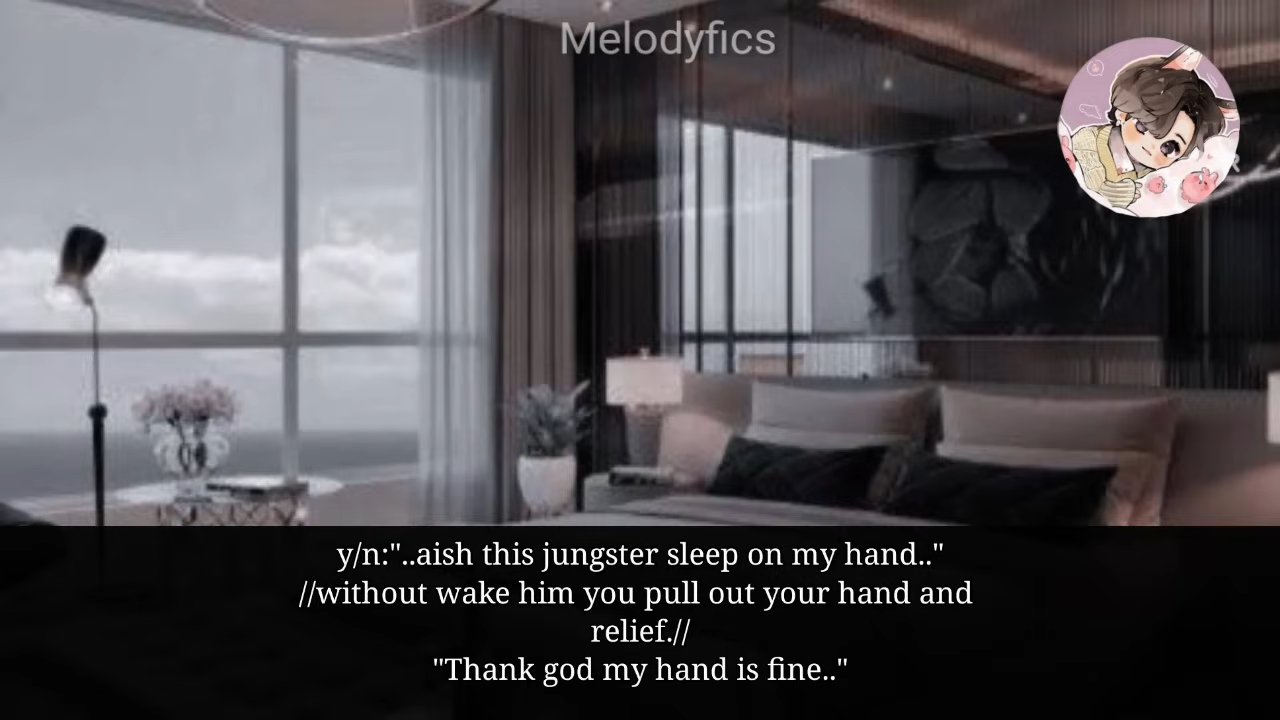 Melodyfics
y/n:"..aish this jungster sleep on my hand.."
//without wake him you pull out your hand and
relief.//
"Thank god my hand is fine.."